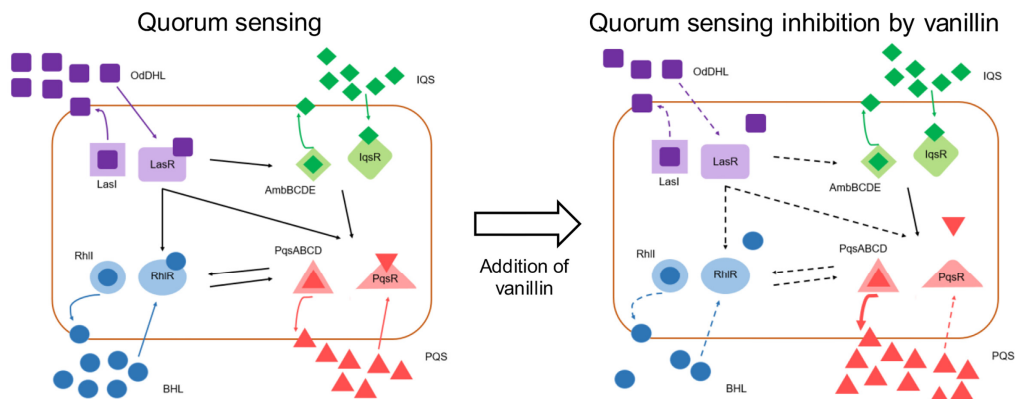 Quorum sensing
OdDHL
IQS
LasR
LasI
IqsR
AmbBCDE
RhlI
PqsABCD
RhlR
PqsR
PQS
BHL
Addition of
vanillin
Quorum sensing inhibition by vanillin
OdDHL
IQS
LasR
LasI
IqsR
AmbBCDE
RhlI
PqsABCD
RhlR
PqsR
PQS
BHL